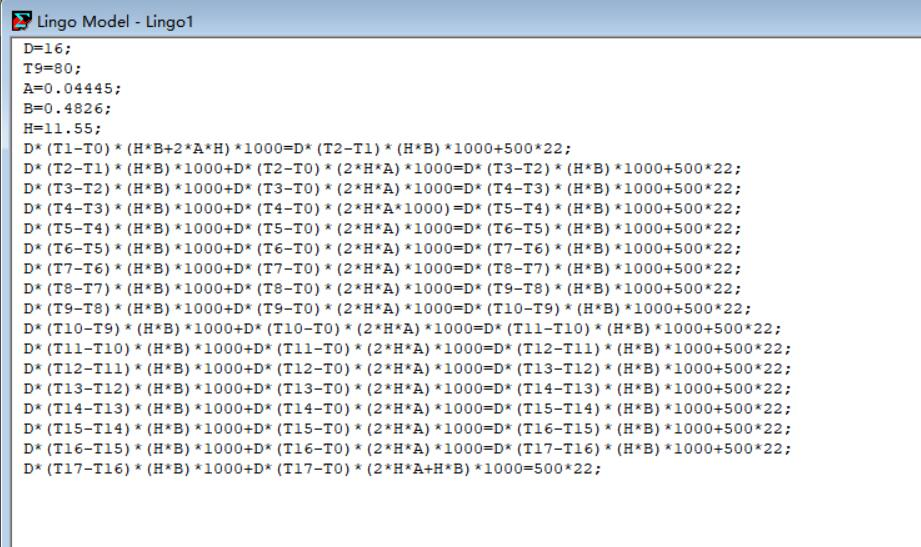 Lingo Model - Lingo1
D=16;
T9=80;
A=0.04445;
B=0.4826;
H=11.55;
D*(T1-T0)*(H*B+2*A*H)*1000=D*(T2-T1)*(H*B)*1000+500*22;
D*(T2-T1)*(H*B)*1000+D*(T2-T0)*(2*H*A)*1000=D*(T3-T2)*(H*B)*1000+500*22;
D*(T3-T2)*(H*B)*1000+D*(T3-T0)*(2*H*A)*1000=D*(T4-T3)*(H*B)*1000+500*22;
D*(T4-T3)*(H*B)*1000+D*(T4-T0)*(2*H*A*1000)=D*(T5-T4)*(H*B)*1000+500*22;
D*(T5-T4)*(H*B)*1000+D*(T5-T0)*(2*H*A)*1000=D*(T6-T5)*(H*B)*1000+500*22;
D*(T6-T5)*(H*B)*1000+D*(T6-T0)*(2*H*A)*1000=D*(T7-T6)*(H*B)*1000+500*22;
D*(T7-T6)*(H*B)*1000+D*(T7-T0)*(2*H*A)*1000=D*(T8-T7)*(H*B)*1000+500*22;
D*(T8-T7)*(H*B)*1000+D*(T8-T0)*(2*H*A)*1000=D*(T9-T8)*(H*B)*1000+500*22;
D*(T9-T8)*(H*B)*1000+D*(T9-T0)*(2*H*A)*1000=D*(T10-T9)*(H*B)*1000+500*22;
D*(T10-T9)*(H*B)*1000+D*(T10-T0)*(2*H*A)*1000=D*(T11-T10)*(H*B)*1000+500*22;
D*(T11-T10)*(H*B)*1000+D*(T11-T0)*(2*H*A)*1000=D*(T12-T11)*(H*B)*1000+500*22;
D*(T12-T11)*(H*B)*1000+D*(T12-T0)*(2*H*A)*1000=D*(T13-T12)*(H*B)*1000+500*22;
D*(T13-T12)*(H*B)*1000+D*(T13-T0)*(2*H*A)*1000=D*(T14-T13)*(H*B)*1000+500*22;
D*(T14-T13)*(H*B)*1000+D*(T14-T0)*(2*H*A)*1000=D*(T15-T14)*(H*B)*1000+500*22;
D*(T15-T14)*(H*B)*1000+D*(T15-T0)*(2*H*A)*1000=D*(T16-T15)*(H*B)*1000+500*22;
D*(T16-T15)*(H*B)*1000+D*(T16-T0)*(2*H*A)*1000=D*(T17-T16)*(H*B)*1000+500*22;
D*(T17-T16)*(H*B)*1000+D*(T17-T0)*(2*H*A+H*B)*1000=500*22;